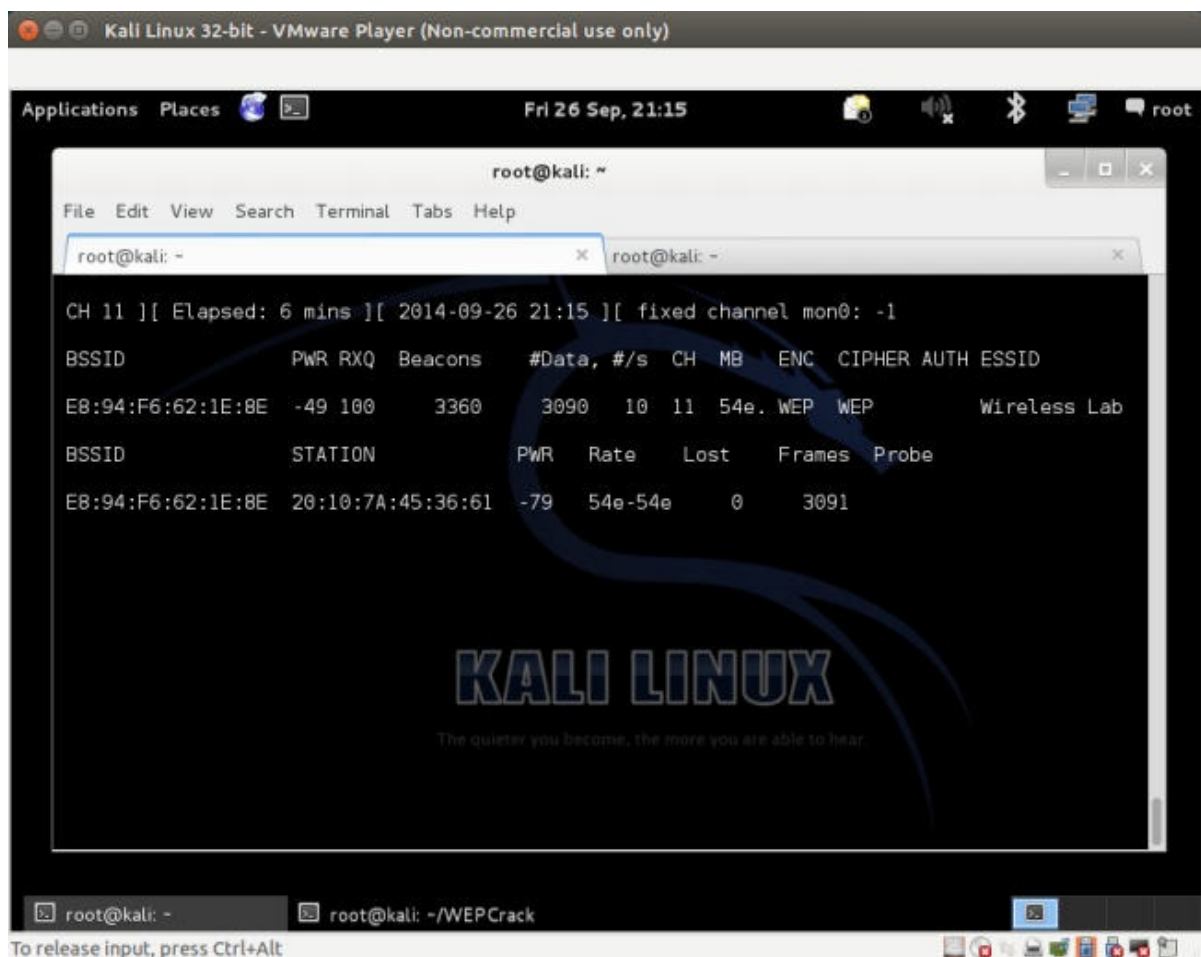 Kali Linux 32-bit - VMware Player (Non-commercial use only)
Applications Places Fri 26 Sep, 21:15 root
root@kali: ~
File Edit View Search Terminal Tabs Help
root@kali: ~ root@kali: ~
CH 11 ][ Elapsed: 6 mins ][ 2014-09-26 21:15 ][ fixed channel mon0: -1
BSSID PWR RXQ Beacons #Data, #/s CH MB ENC CIPHER AUTH ESSID
E8:94:F6:62:1E:8E -49 100 3360 3090 10 11 54e. WEP WEP Wireless Lab
BSSID STATION PWR Rate Lost Frames Probe
E8:94:F6:62:1E:8E 20:10:7A:45:36:61 -79 54e-54e 0 3091
KALI LINUX
The quieter you become, the more you are able to hear.
root@kali: ~ root@kali: ~/WEPCrack
To release input, press Ctrl+Alt